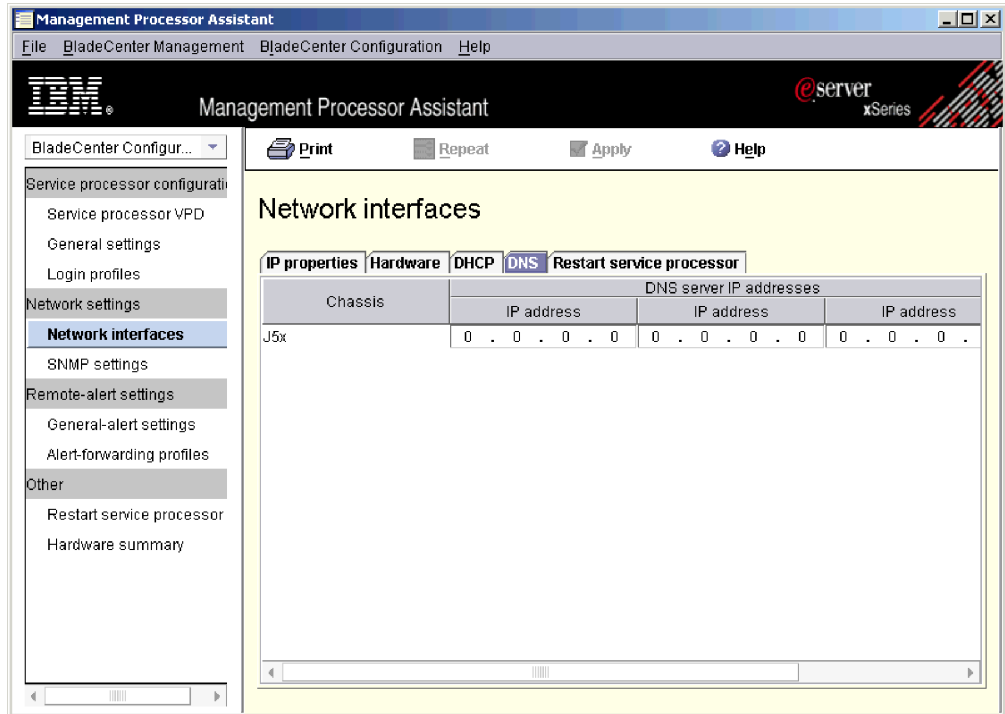 Management Processor Assistant
File BladeCenter Management BladeCenter Configuration Help
IBM®
Management Processor Assistant
eserver
xSeries
BladeCenter Configur...
Print Repeat Apply Help
Service processor configurati
Service processor VPD
General settings
Login profiles
Network settings
Network interfaces
SNMP settings
Remote-alert settings
General-alert settings
Alert-forwarding profiles
Other
Restart service processor
Hardware summary
Network interfaces
IP properties Hardware DHCP DNS Restart service processor
Chassis DNS server IP addresses
IP address IP address IP address
J5x 0 . 0 . 0 . 0 0 . 0 . 0 . 0 0 . 0 . 0 .